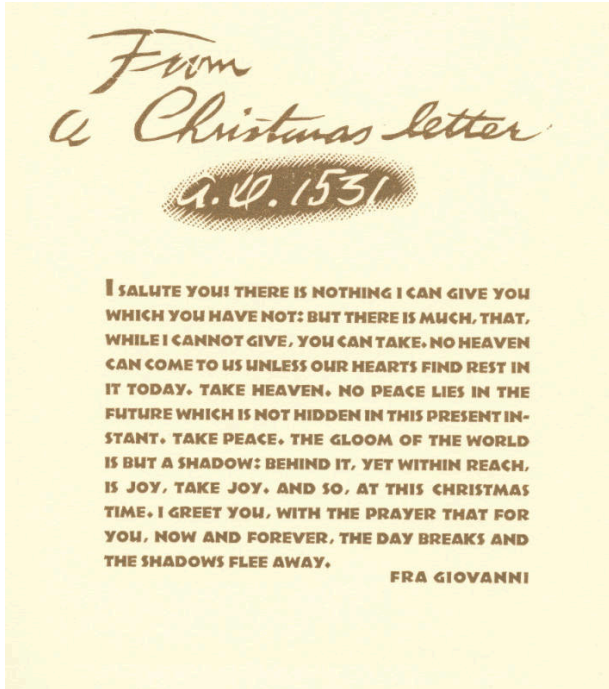 From
a Christmas letter
a.D. 1531
I SALUTE YOU! THERE IS NOTHING I CAN GIVE YOU
WHICH YOU HAVE NOT: BUT THERE IS MUCH, THAT,
WHILE I CANNOT GIVE, YOU CAN TAKE. NO HEAVEN
CAN COME TO US UNLESS OUR HEARTS FIND REST IN
IT TODAY. TAKE HEAVEN. NO PEACE LIES IN THE
FUTURE WHICH IS NOT HIDDEN IN THIS PRESENT IN-
STANT. TAKE PEACE. THE GLOOM OF THE WORLD
IS BUT A SHADOW: BEHIND IT, YET WITHIN REACH,
IS JOY, TAKE JOY. AND SO, AT THIS CHRISTMAS
TIME. I GREET YOU, WITH THE PRAYER THAT FOR
YOU, NOW AND FOREVER, THE DAY BREAKS AND
THE SHADOWS FLEE AWAY.
FRA GIOVANNI